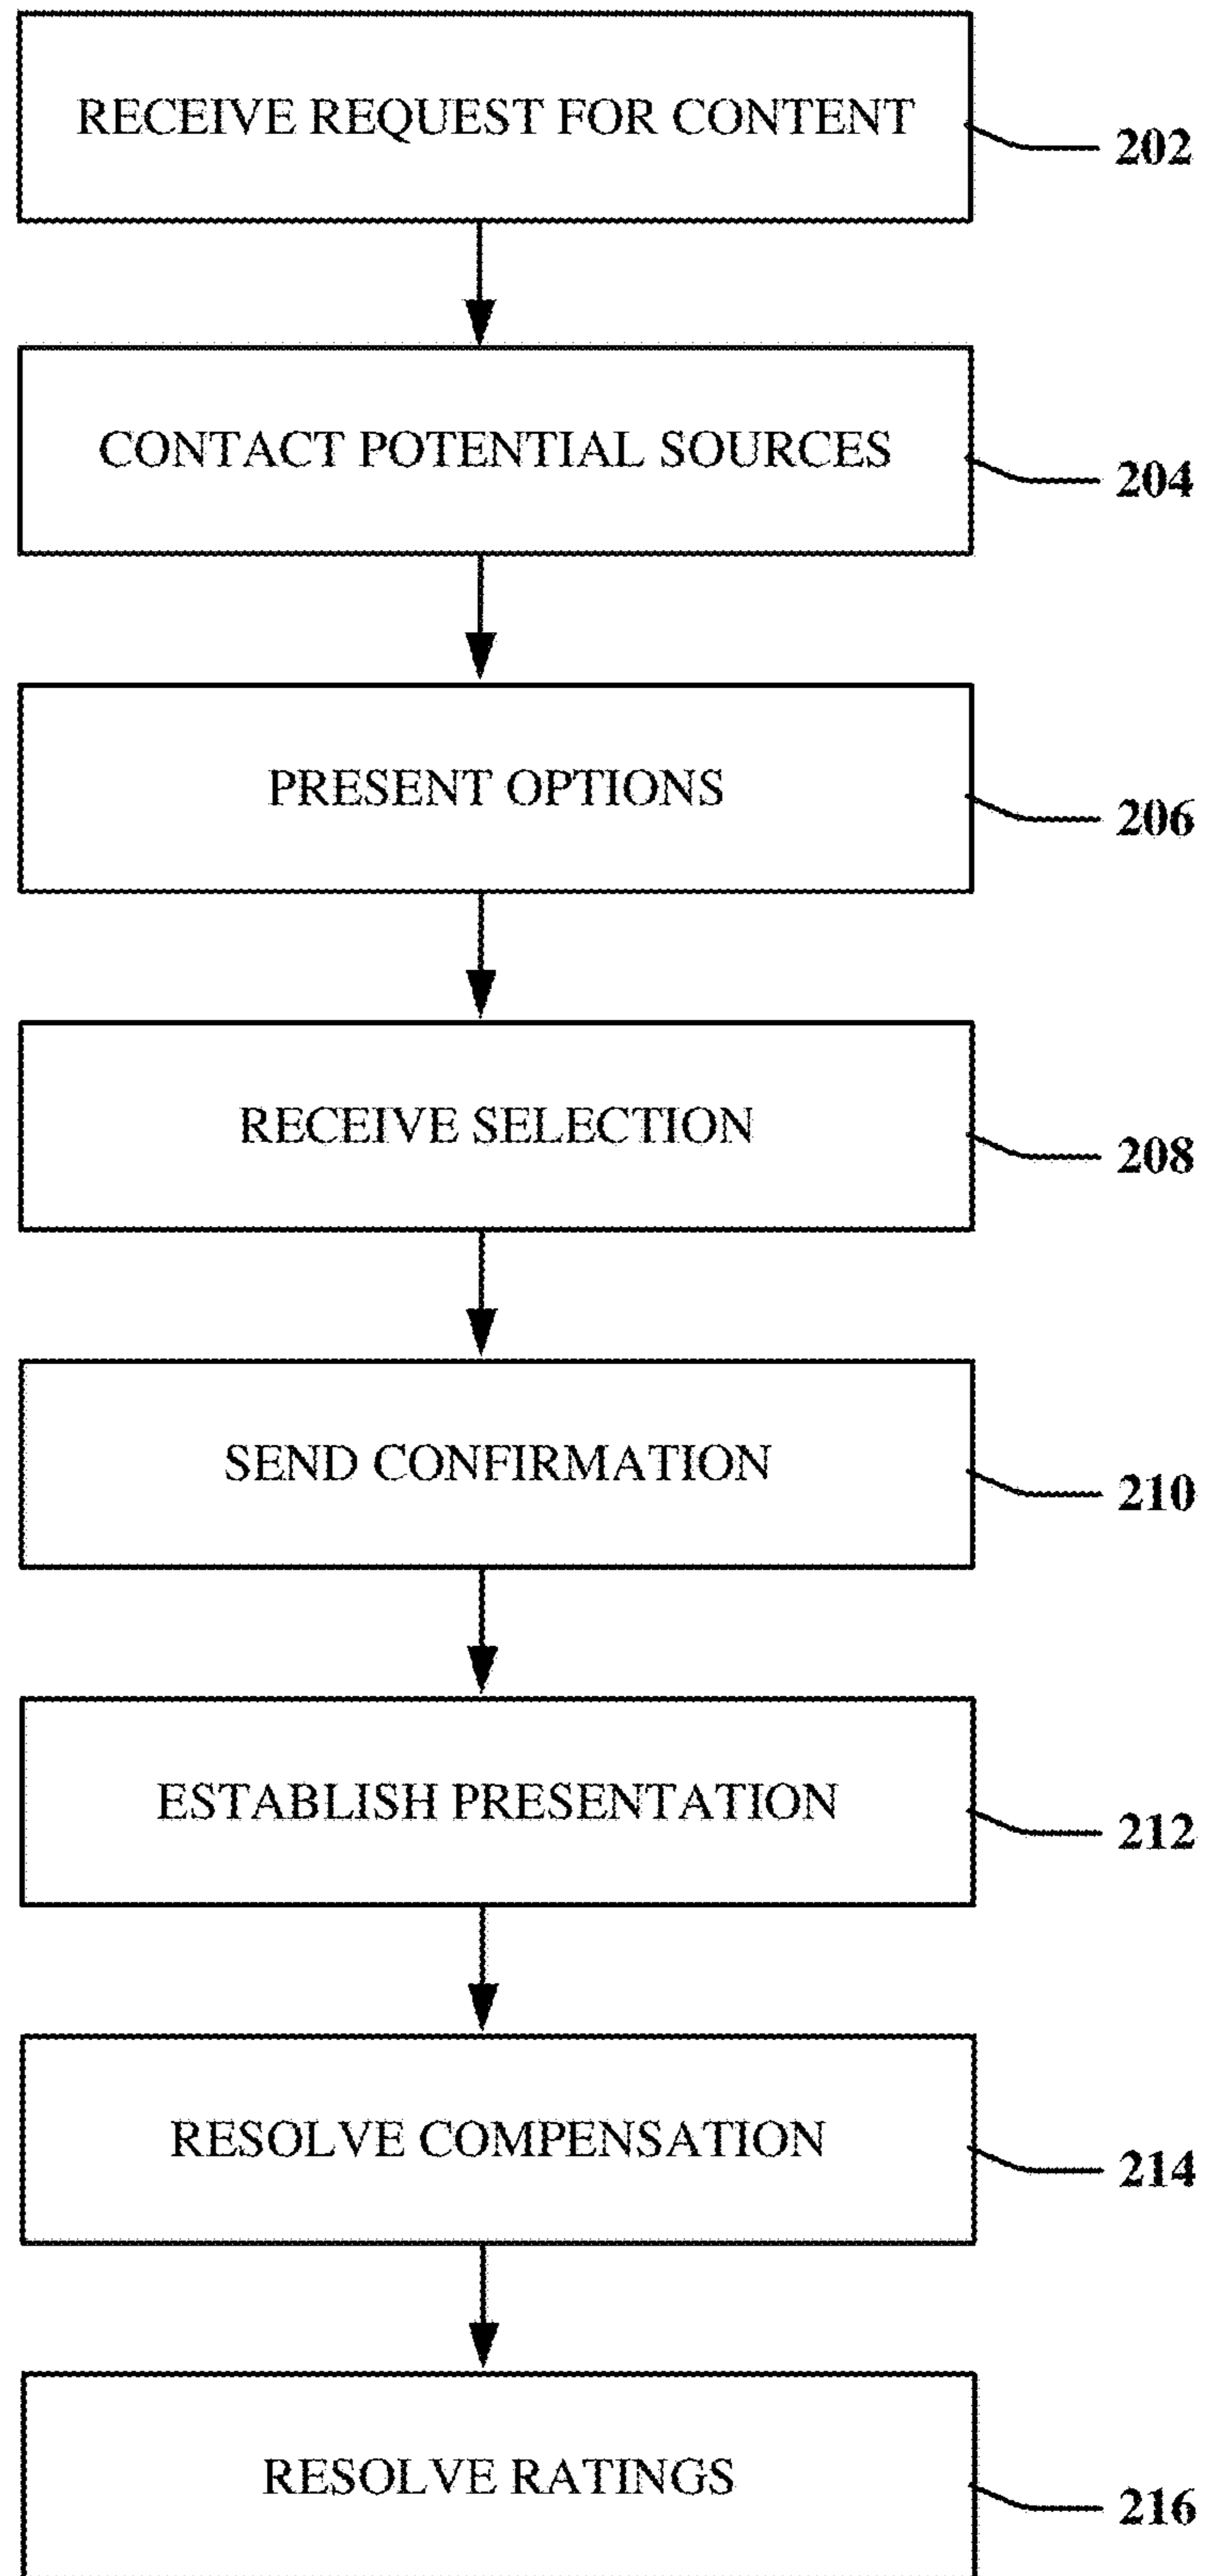 RECEIVE REQUEST FOR CONTENT
202
CONTACT POTENTIAL SOURCES
204
PRESENT OPTIONS
206
RECEIVE SELECTION
208
SEND CONFIRMATION
210
ESTABLISH PRESENTATION
212
RESOLVE COMPENSATION
214
RESOLVE RATINGS
216